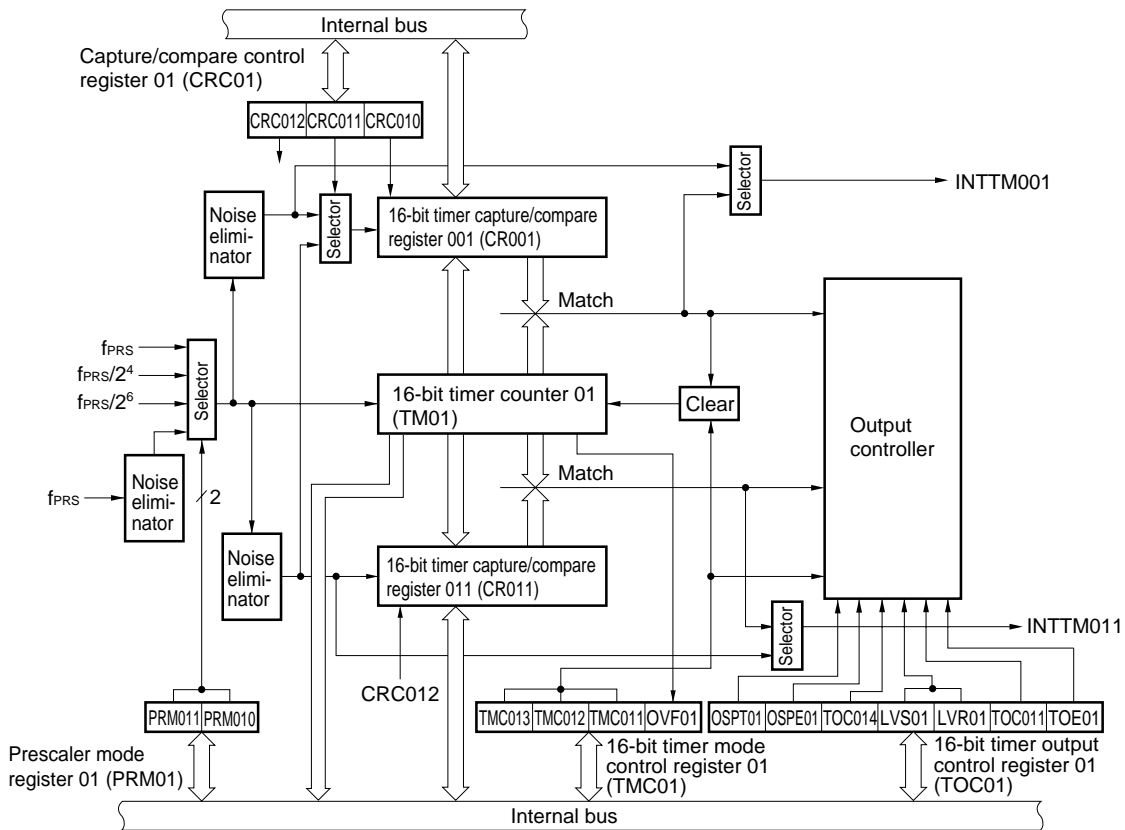 Internal bus
Capture/compare control
register 01 (CRC01)
CRC012 CRC011 CRC010
Selector
INTTM001
Noise
elimi-
nator
Selector
16-bit timer capture/compare
register 001 (CR001)
Match
fPRS
fPRS/2⁴
fPRS/2⁶
Selector
16-bit timer counter 01
(TM01)
Clear
Output
controller
fPRS
Noise
elimi-
nator
2
Match
Noise
elimi-
nator
16-bit timer capture/compare
register 011 (CR011)
Selector
INTTM011
CRC012
PRM011 PRM010
TMC013 TMC012 TMC011 OVF01
OSPT01 OSPE01 TOC014 LVS01 LVR01 TOC011 TOE01
Prescaler mode
register 01 (PRM01)
16-bit timer mode
control register 01
(TMC01)
16-bit timer output
control register 01
(TOC01)
Internal bus